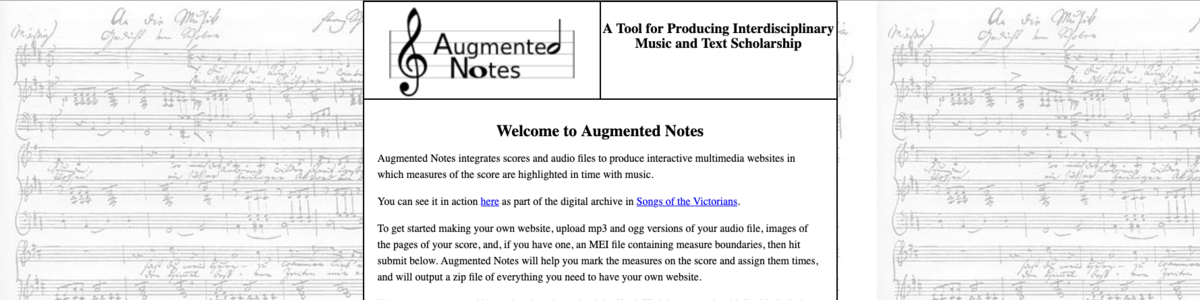 An die Musik
Augmented
Notes
A Tool for Producing Interdisciplinary
Music and Text Scholarship
An die Musik
Welcome to Augmented Notes
Augmented Notes integrates scores and audio files to produce interactive multimedia websites in
which measures of the score are highlighted in time with music.
You can see it in action here as part of the digital archive in Songs of the Victorians.
To get started making your own website, upload mp3 and ogg versions of your audio file, images of
the pages of your score, and, if you have one, an MEI file containing measure boundaries, then hit
submit below. Augmented Notes will help you mark the measures on the score and assign them times,
and will output a zip file of everything you need to have your own website.